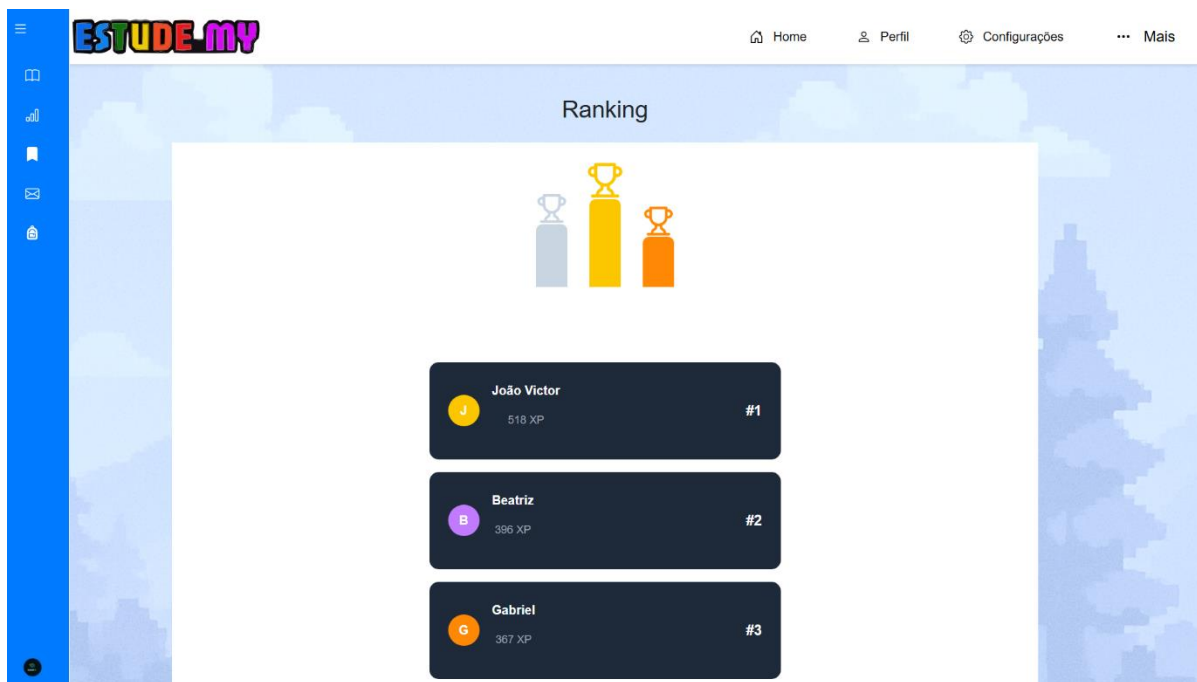 ESTUDE-MY
Home
Perfil
Configurações
Mais
Ranking
João Victor
J
518 XP
#1
Beatriz
B
396 XP
#2
Gabriel
G
367 XP
#3